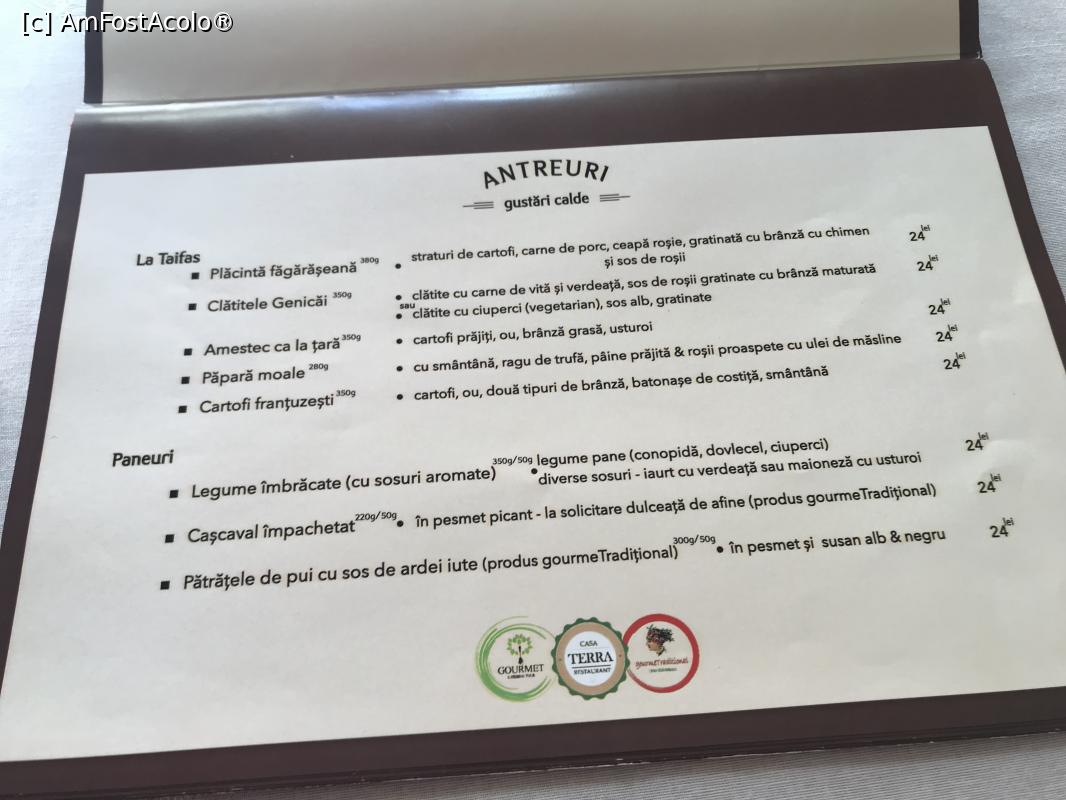 [c] AmFostAcolo®
ANTREURI
gustări calde
La Taifas
▪ Plăcintă făgărășeană 380g • straturi de cartofi, carne de porc, ceapă roșie, gratinată cu brânză cu chimen 24 lei
și sos de roșii
▪ Clătitele Genicăi 350g • clătite cu carne de vită și verdeață, sos de roșii gratinate cu brânză maturată 24 lei
sau
• clătite cu ciuperci (vegetarian), sos alb, gratinate
▪ Amestec ca la țară 350g • cartofi prăjiți, ou, brânză grasă, usturoi 24 lei
▪ Păpară moale 280g • cu smântână, ragu de trufă, pâine prăjită & roșii proaspete cu ulei de măsline 24 lei
▪ Cartofi franțuzești 350g • cartofi, ou, două tipuri de brânză, batonașe de costiță, smântână 24 lei
Paneuri
▪ Legume îmbrăcate (cu sosuri aromate) 350g/50g • legume pane (conopidă, dovlecel, ciuperci) 24 lei
diverse sosuri - iaurt cu verdeață sau maioneză cu usturoi
▪ Cașcaval împachetat 220g/50g • în pesmet picant - la solicitare dulceață de afine (produs gourmeTradițional) 24 lei
▪ Pătrățele de pui cu sos de ardei iute (produs gourmeTradițional) 300g/50g • în pesmet și susan alb & negru 24 lei
GOURMET
CASA
TERRA
RESTAURANT
gourmeTraditional